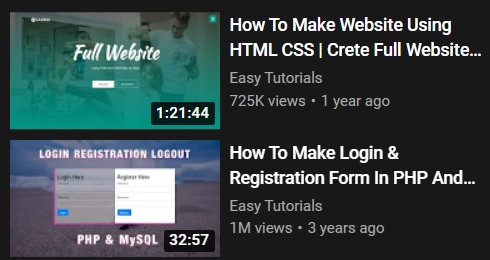 Full Website
1:21:44
How To Make Website Using
HTML CSS | Crete Full Website...
Easy Tutorials
725K views • 1 year ago
LOGIN REGISTRATION LOGOUT
Login Here
Register Here
PHP & MySQL
32:57
How To Make Login &
Registration Form In PHP And...
Easy Tutorials
1M views • 3 years ago